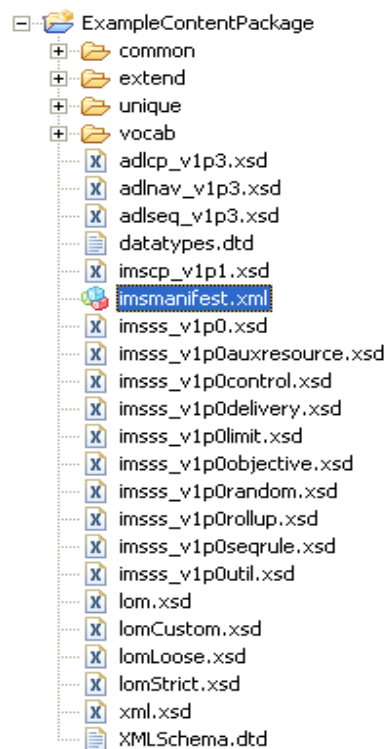 ExampleContentPackage
common
extend
unique
vocab
adlcp_v1p3.xsd
adlnav_v1p3.xsd
adlseq_v1p3.xsd
datatypes.dtd
imscp_v1p1.xsd
imsmanifest.xml
imsss_v1p0.xsd
imsss_v1p0auxresource.xsd
imsss_v1p0control.xsd
imsss_v1p0delivery.xsd
imsss_v1p0limit.xsd
imsss_v1p0objective.xsd
imsss_v1p0random.xsd
imsss_v1p0rollup.xsd
imsss_v1p0seqrule.xsd
imsss_v1p0util.xsd
lom.xsd
lomCustom.xsd
lomLoose.xsd
lomStrict.xsd
xml.xsd
XMLSchema.dtd